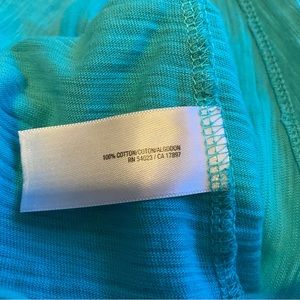 100% COTTON/COTON/ALGODON
RN 54023 / CA 17897